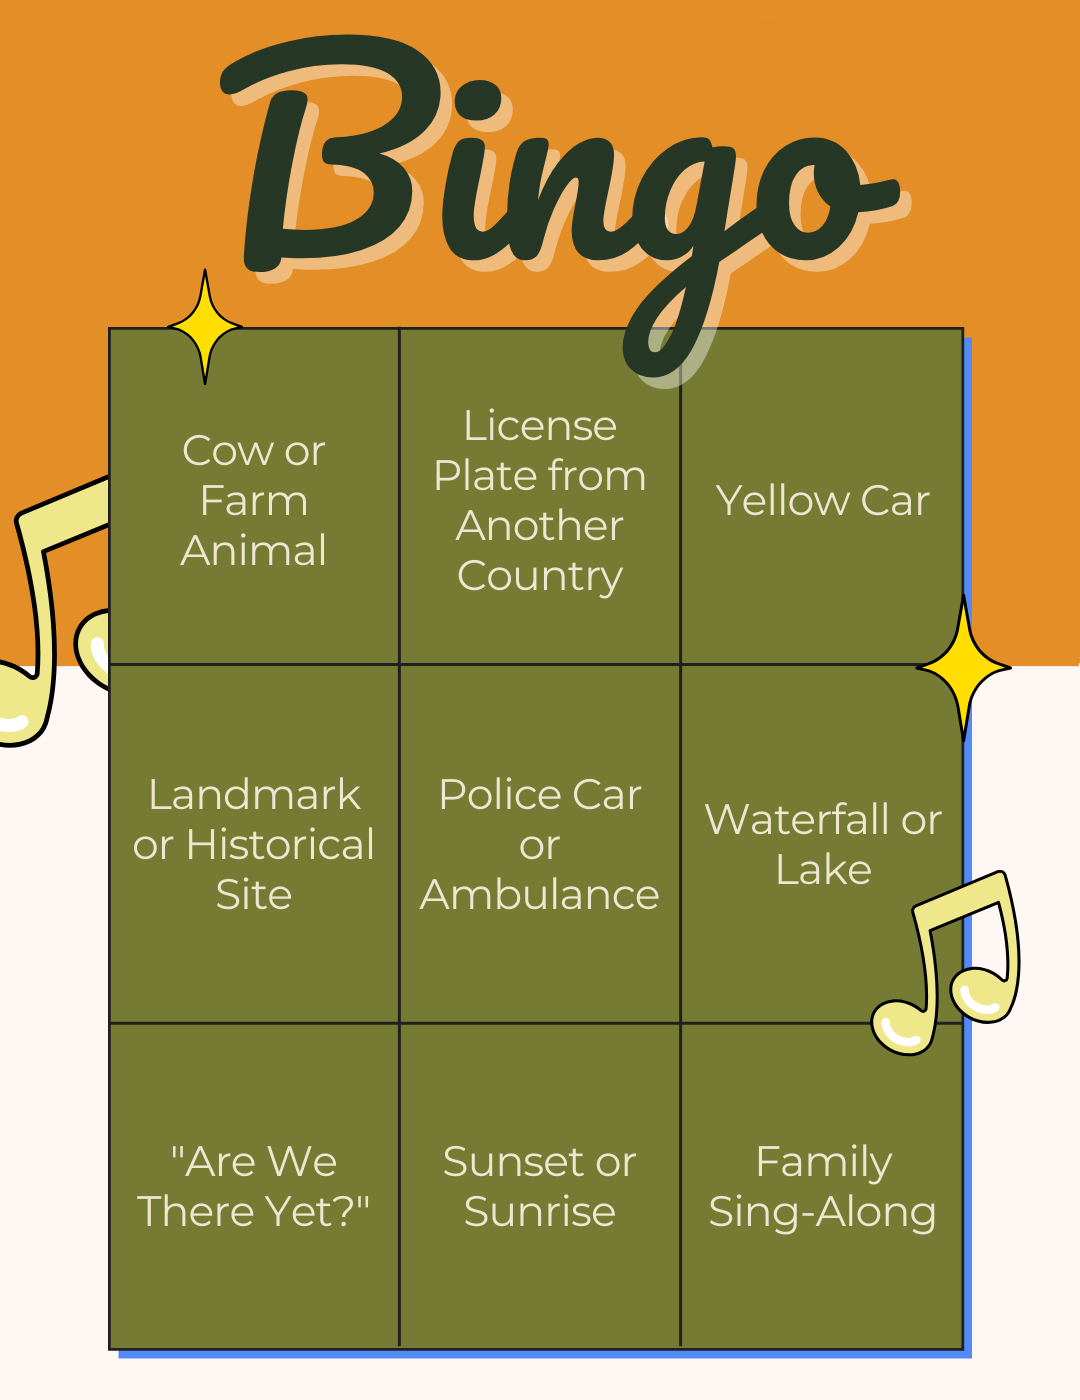 Bingo
Cow or
Farm
Animal
License
Plate from
Another
Country
Yellow Car
Landmark
or Historical
Site
Police Car
or
Ambulance
Waterfall or
Lake
"Are We
There Yet?"
Sunset or
Sunrise
Family
Sing-Along